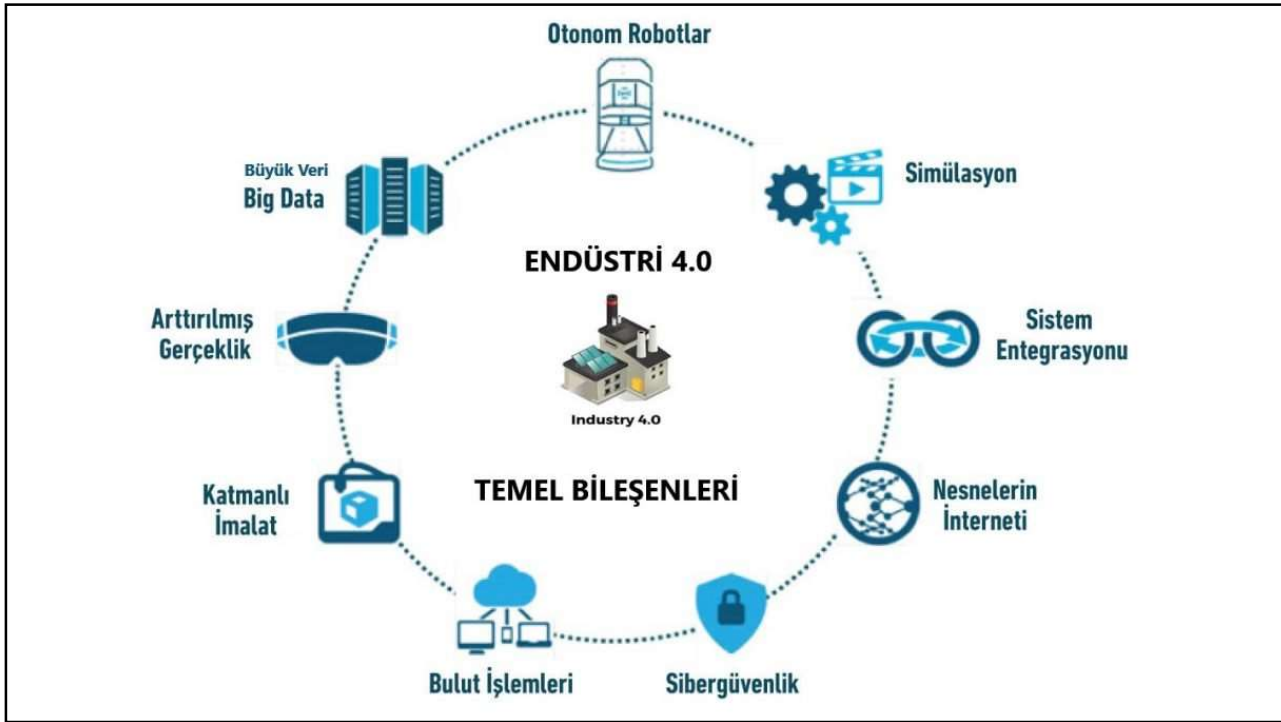 Otonom Robotlar
Simülasyon
Sistem
Entegrasyonu
Nesnelerin
İnterneti
Sibergüvenlik
Bulut İşlemleri
Katmanlı
İmalat
Arttırılmış
Gerçeklik
Büyük Veri
Big Data
ENDÜSTRİ 4.0
Industry 4.0
TEMEL BİLEŞENLERİ